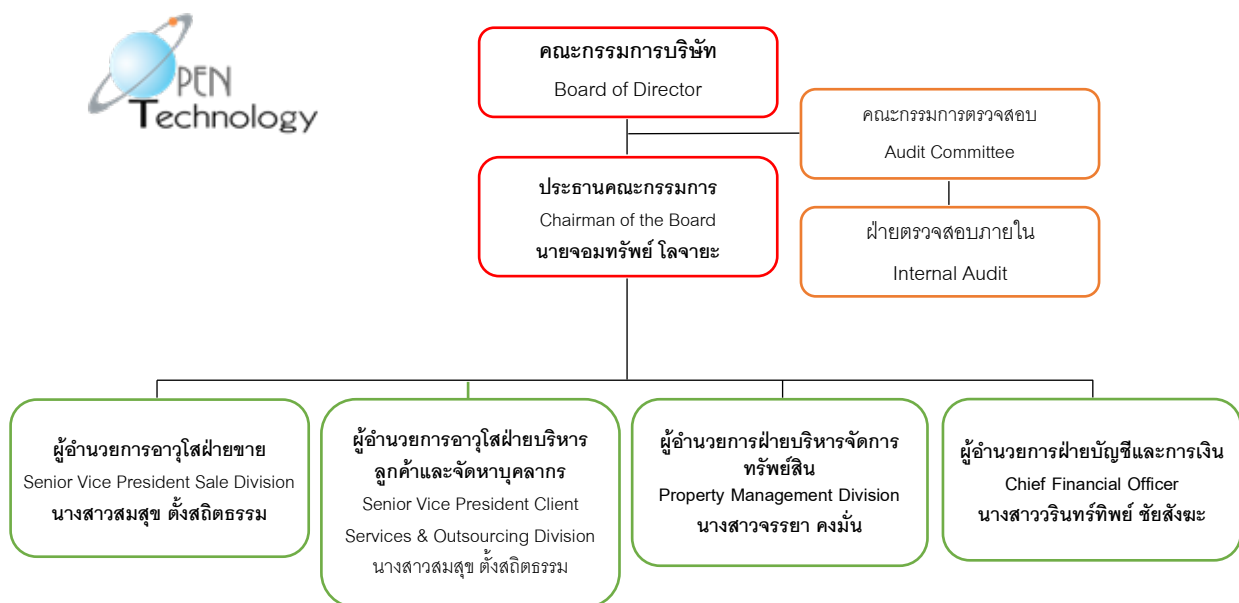 OPEN
Technology
คณะกรรมการบริษัท
Board of Director
คณะกรรมการตรวจสอบ
Audit Committee
ประธานคณะกรรมการ
Chairman of the Board
นายจอมทรัพย์ โลจายะ
ฝ่ายตรวจสอบภายใน
Internal Audit
ผู้อำนวยการอาวุโสฝ่ายขาย
Senior Vice President Sale Division
นางสาวสมสุข ตั้งสถิตธรรม
ผู้อำนวยการอาวุโสฝ่ายบริหาร
ลูกค้าและจัดหาบุคลากร
Senior Vice President Client
Services & Outsourcing Division
นางสาวสมสุข ตั้งสถิตธรรม
ผู้อำนวยการฝ่ายบริหารจัดการ
ทรัพย์สิน
Property Management Division
นางสาวจรรยา คงมั่น
ผู้อำนวยการฝ่ายบัญชีและการเงิน
Chief Financial Officer
นางสาววรินทร์ทิพย์ ชัยสังฆะ